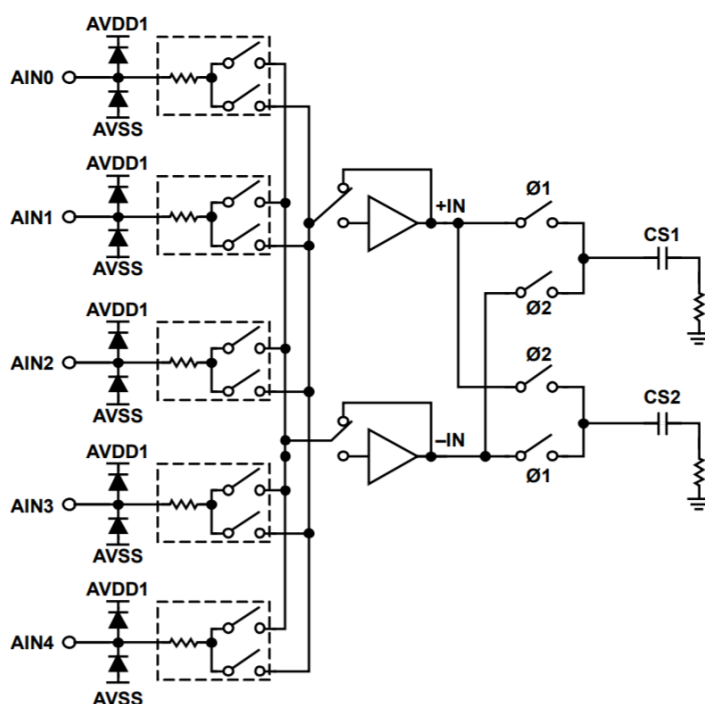 AVDD1
AIN0
AVSS
AVDD1
AIN1
AVSS
+IN
Ø1
CS1
Ø2
AVDD1
AIN2
AVSS
Ø2
CS2
–IN
Ø1
AVDD1
AIN3
AVSS
AVDD1
AIN4
AVSS